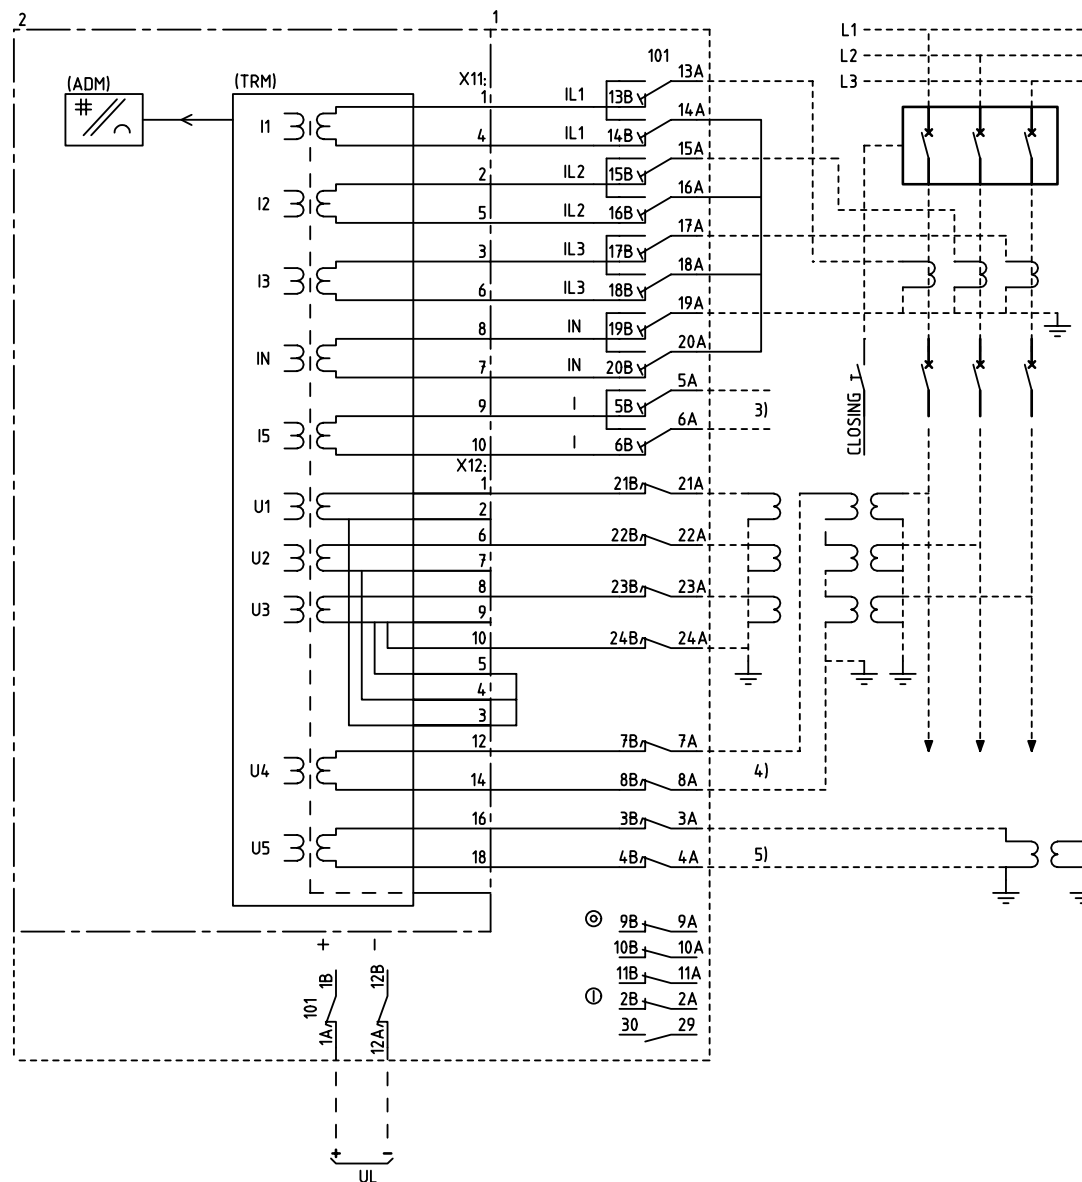 2 1
L1
L2
L3
(ADM) (TRM) X11: 101
#
I1 1 IL1 13B 13A
4 IL1 14B 14A
I2 2 IL2 15B 15A
5 IL2 16B 16A
I3 3 IL3 17B 17A
6 IL3 18B 18A
IN 8 IN 19B 19A
7 IN 20B 20A
I5 9 I 5B 5A
3)
10 I 6B 6A
CLOSING
X12:
U1 1 21B 21A
2
U2 6 22B 22A
7
U3 8 23B 23A
9
10 24B 24A
5
4
3
U4 12 7B 7A
4)
14 8B 8A
U5 16 3B 3A
5)
18 4B 4A
9B 9A
10B 10A
11B 11A
2B 2A
30 29
+ −
1B 12B
101
1A 12A
+ −
UL